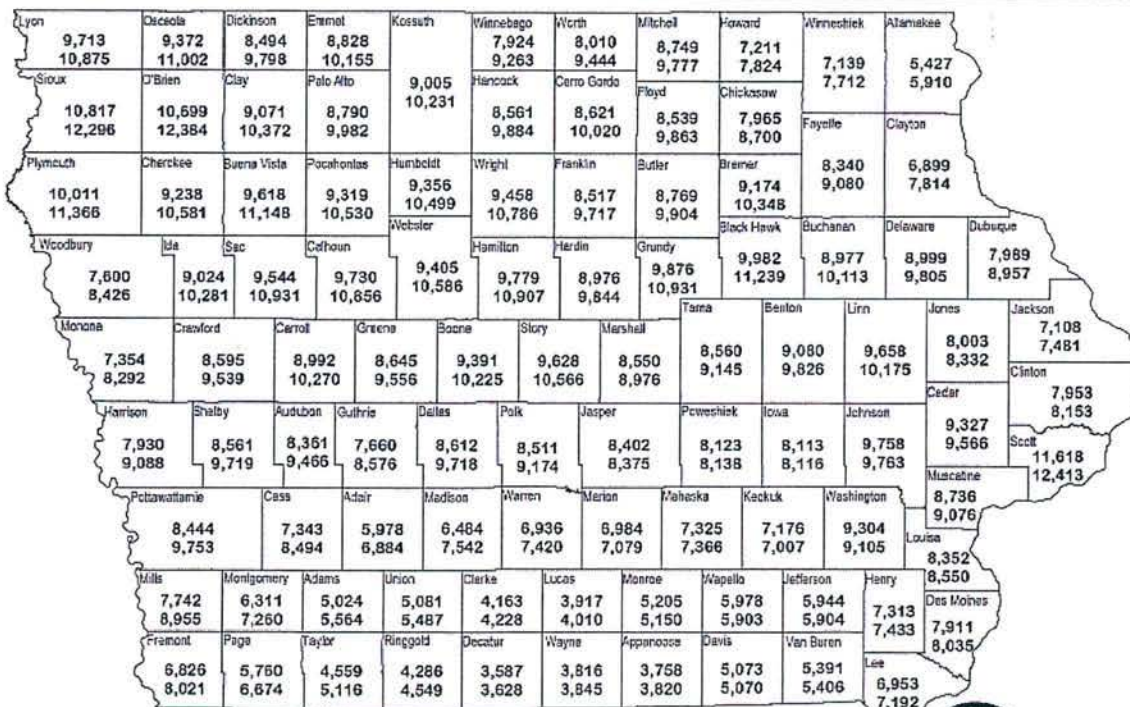 Lyon Osceola Dickinson Emmet Kossuth Winnebago Worth Mitchell Howard Winneshiek Allamakee
9,713 9,372 8,494 8,828 7,924 8,010 8,749 7,211
10,875 11,002 9,798 10,155 9,263 9,444 9,777 7,824
7,139 5,427
7,712 5,910
Sioux O'Brien Clay Palo Alto Hancock Cerro Gordo Floyd Chickasaw
9,005
10,231
10,817 10,699 9,071 8,790 8,561 8,621 8,539 7,965
12,296 12,384 10,372 9,982 9,884 10,020 9,863 8,700
Fayette Clayton
8,340 6,899
9,080 7,814
Plymouth Cherokee Buena Vista Pocahontas Humboldt Wright Franklin Butler Bremer
10,011 9,238 9,618 9,319 9,356 9,458 8,517 8,769 9,174
11,366 10,581 11,148 10,530 10,499 10,786 9,717 9,904 10,348
Woodbury Ida Sac Calhoun Webster Hamilton Hardin Grundy Black Hawk Buchanan Delaware Dubuque
7,600 9,024 9,544 9,730 9,405 9,779 8,976 9,876 9,982 8,977 8,999 7,989
8,426 10,281 10,931 10,856 10,586 10,907 9,844 10,931 11,239 10,113 9,805 8,957
Monona Crawford Carroll Greene Boone Story Marshall Tama Benton Linn Jones Jackson
7,354 8,595 8,992 8,645 9,391 9,628 8,550 8,560 9,080 9,658 8,003 7,108
8,292 9,539 10,270 9,556 10,225 10,566 8,976 9,145 9,826 10,175 8,332 7,481
Clinton
7,953
8,153
Harrison Shelby Audubon Guthrie Dallas Polk Jasper Poweshiek Iowa Johnson Cedar Scott
7,930 8,561 8,361 7,660 8,612 8,511 8,402 8,123 8,113 9,758 9,327 11,618
9,088 9,719 9,466 8,576 9,718 9,174 8,375 8,138 8,116 9,763 9,566 12,413
Muscatine
8,736
9,076
Pottawattamie Cass Adair Madison Warren Marion Mahaska Keokuk Washington Louisa
8,444 7,343 5,978 6,484 6,936 6,984 7,325 7,176 9,304 8,352
9,753 8,494 6,884 7,542 7,420 7,079 7,366 7,007 9,105 8,550
Mills Montgomery Adams Union Clarke Lucas Monroe Wapello Jefferson Henry Des Moines
7,742 6,311 5,024 5,081 4,163 3,917 5,205 5,978 5,944 7,313 7,911
8,955 7,260 5,564 5,487 4,228 4,010 5,150 5,903 5,904 7,433 8,035
Fremont Page Taylor Ringgold Decatur Wayne Appanoose Davis Van Buren Lee
6,826 5,760 4,559 4,286 3,587 3,816 3,758 5,073 5,391 6,953
8,021 6,674 5,116 4,549 3,628 3,845 3,820 5,070 5,406 7,192